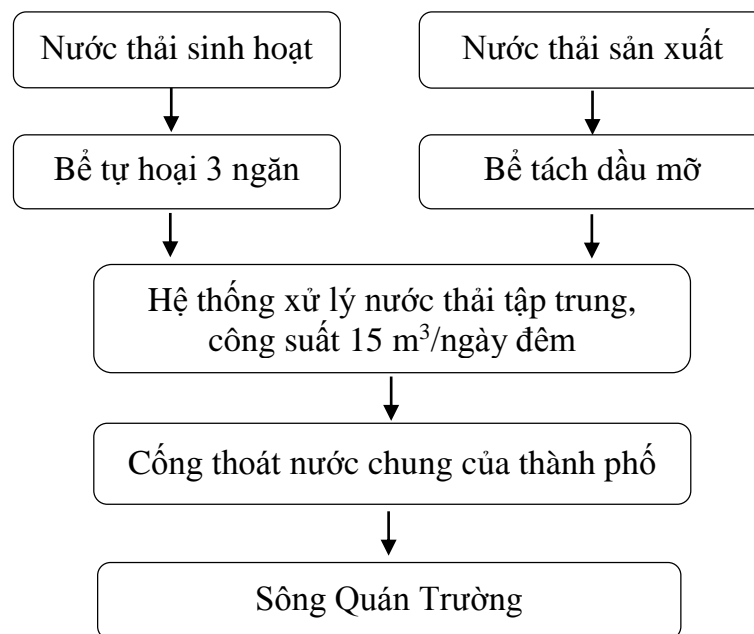 Nước thải sinh hoạt
Nước thải sản xuất
Bể tự hoại 3 ngăn
Bể tách dầu mỡ
Hệ thống xử lý nước thải tập trung,
công suất 15 m³/ngày đêm
Cống thoát nước chung của thành phố
Sông Quán Trường